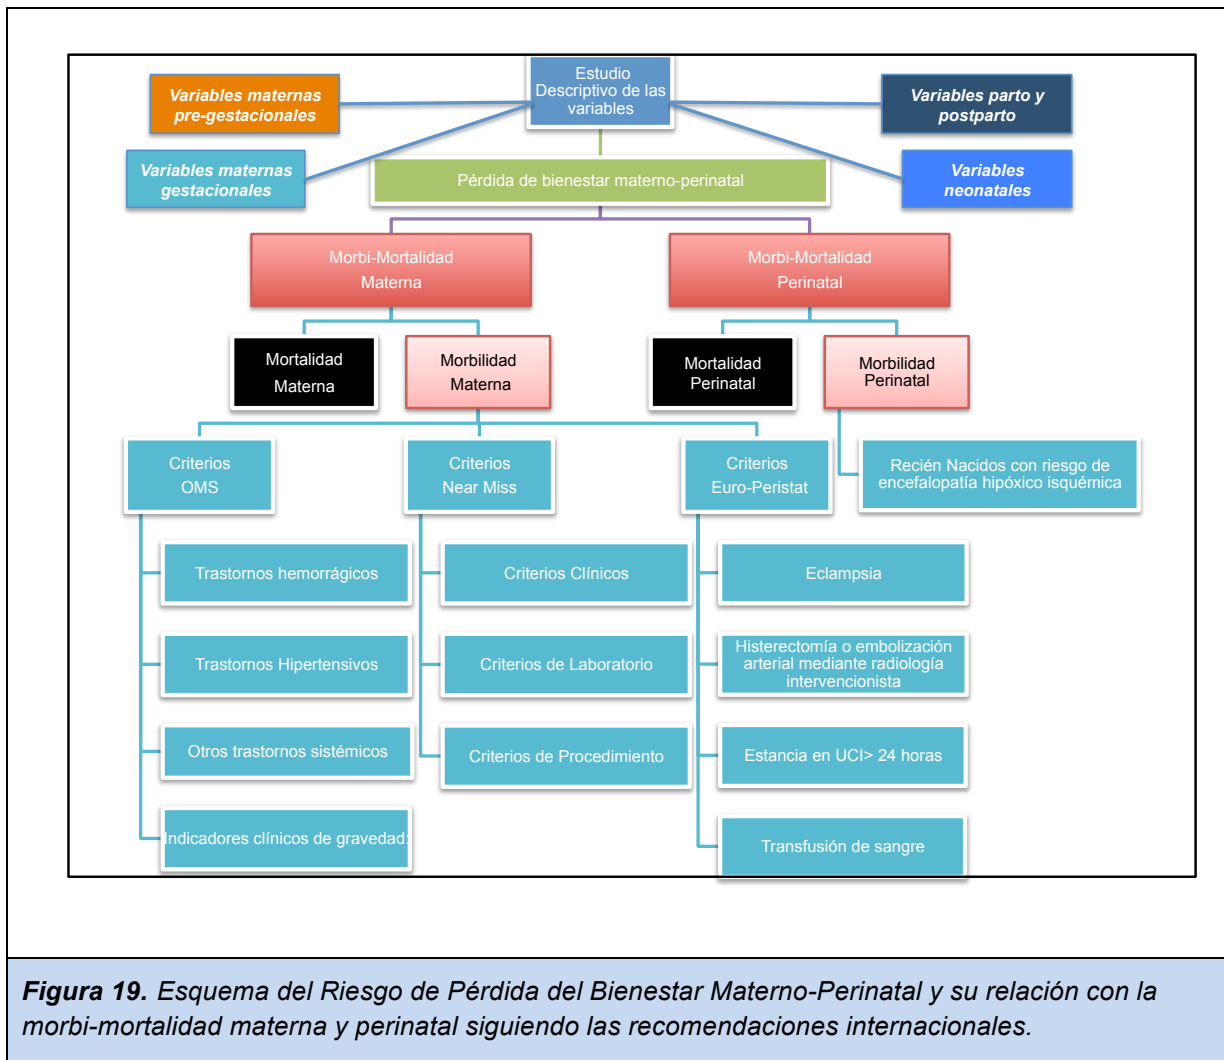 Estudio
Descriptivo de las
variables
Variables maternas
pre-gestacionales
Variables parto y
postparto
Variables maternas
gestacionales
Variables
neonatales
Pérdida de bienestar materno-perinatal
Morbi-Mortalidad
Materna
Morbi-Mortalidad
Perinatal
Mortalidad
Materna
Morbilidad
Materna
Mortalidad
Perinatal
Morbilidad
Perinatal
Criterios
OMS
Criterios
Near Miss
Criterios
Euro-Peristat
Recién Nacidos con riesgo de
encefalopatía hipóxico isquémica
Trastornos hemorrágicos
Criterios Clínicos
Eclampsia
Trastornos Hipertensivos
Criterios de Laboratorio
Histerectomía o embolización
arterial mediante radiología
intervencionista
Otros trastornos sistémicos
Criterios de Procedimiento
Estancia en UCI> 24 horas
Indicadores clínicos de gravedad:
Transfusión de sangre
Figura 19. Esquema del Riesgo de Pérdida del Bienestar Materno-Perinatal y su relación con la
morbi-mortalidad materna y perinatal siguiendo las recomendaciones internacionales.